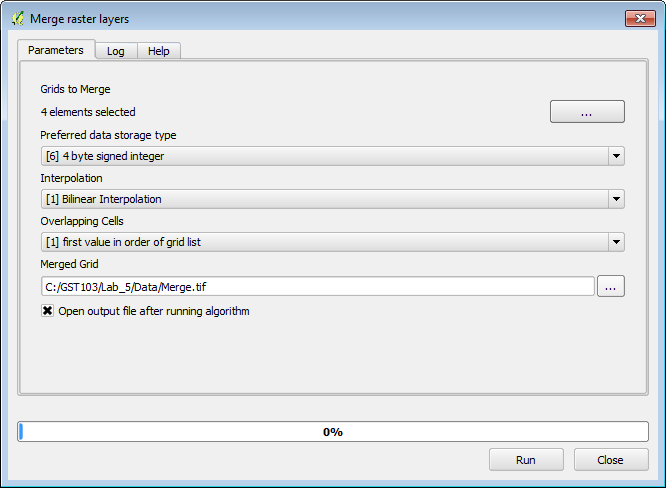 Merge raster layers
Parameters Log Help
Grids to Merge
4 elements selected
...
Preferred data storage type
[6] 4 byte signed integer
Interpolation
[1] Bilinear Interpolation
Overlapping Cells
[1] first value in order of grid list
Merged Grid
C:/GST103/Lab_5/Data/Merge.tif
...
Open output file after running algorithm
0%
Run Close